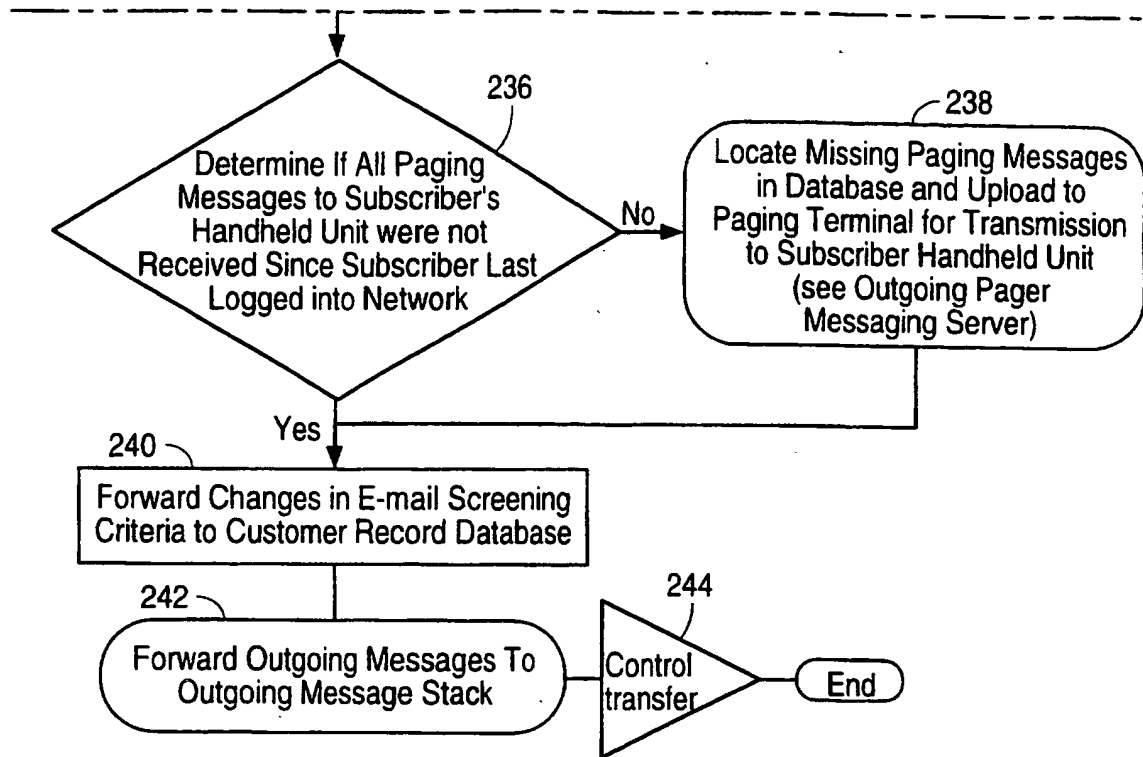 236
Determine If All Paging
Messages to Subscriber's
Handheld Unit were not
Received Since Subscriber Last
Logged into Network
No
238
Locate Missing Paging Messages
in Database and Upload to
Paging Terminal for Transmission
to Subscriber Handheld Unit
(see Outgoing Pager
Messaging Server)
Yes
240
Forward Changes in E-mail Screening
Criteria to Customer Record Database
242
Forward Outgoing Messages To
Outgoing Message Stack
244
Control
transfer
End